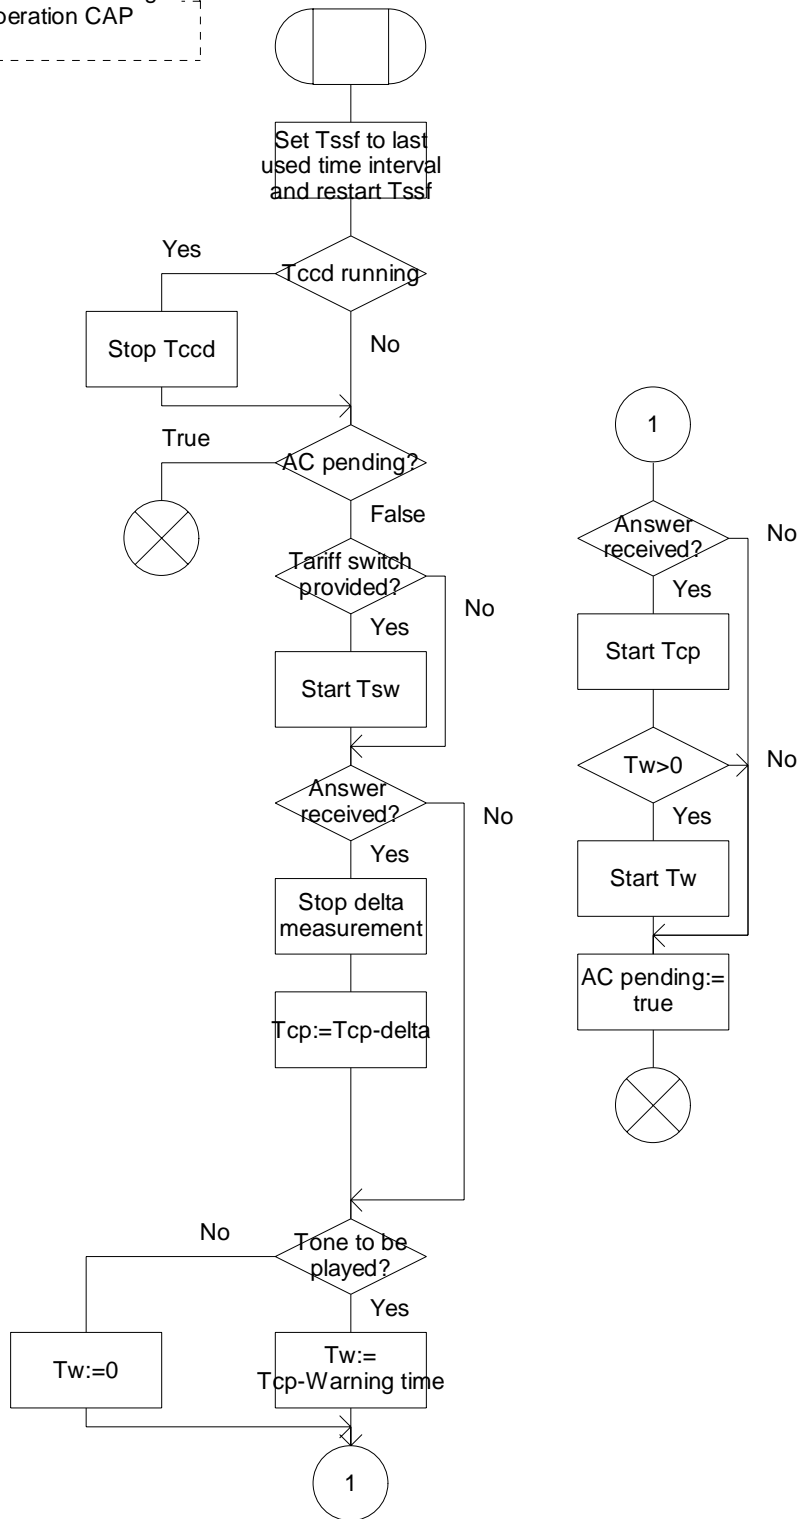 peration CAP
Set Tssf to last
used time interval
and restart Tssf
Yes
Tccd running
Stop Tccd
No
True
AC pending?
False
Tariff switch
provided?
No
Yes
Start Tsw
Answer
received?
No
Yes
Stop delta
measurement
Tcp:=Tcp-delta
No
Tone to be
played?
Yes
Tw:=0
Tw:=
Tcp-Warning time
1
1
Answer
received?
No
Yes
Start Tcp
Tw>0
No
Yes
Start Tw
AC pending:=
true